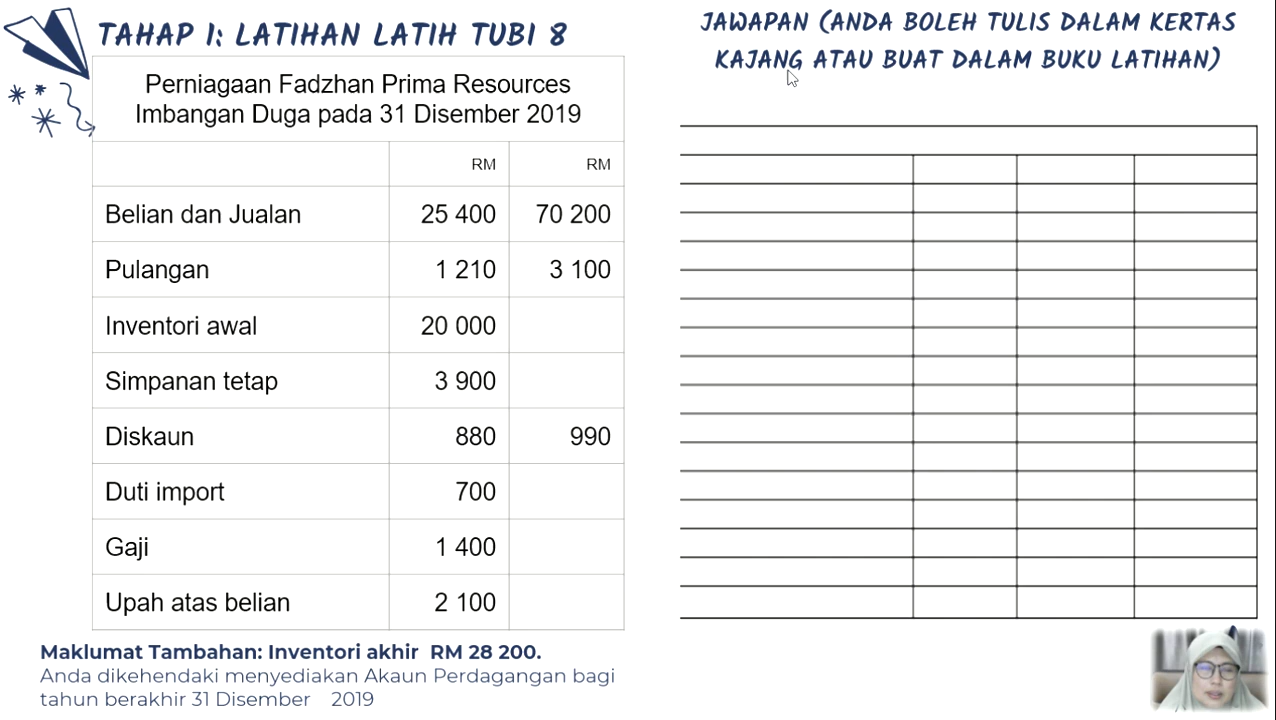 TAHAP 1: LATIHAN LATIH TUBI 8
Perniagaan Fadzhan Prima Resources
Imbangan Duga pada 31 Disember 2019
RM RM
Belian dan Jualan 25 400 70 200
Pulangan 1 210 3 100
Inventori awal 20 000
Simpanan tetap 3 900
Diskaun 880 990
Duti import 700
Gaji 1 400
Upah atas belian 2 100
Maklumat Tambahan: Inventori akhir RM 28 200.
Anda dikehendaki menyediakan Akaun Perdagangan bagi
tahun berakhir 31 Disember 2019
JAWAPAN (ANDA BOLEH TULIS DALAM KERTAS
KAJANG ATAU BUAT DALAM BUKU LATIHAN)